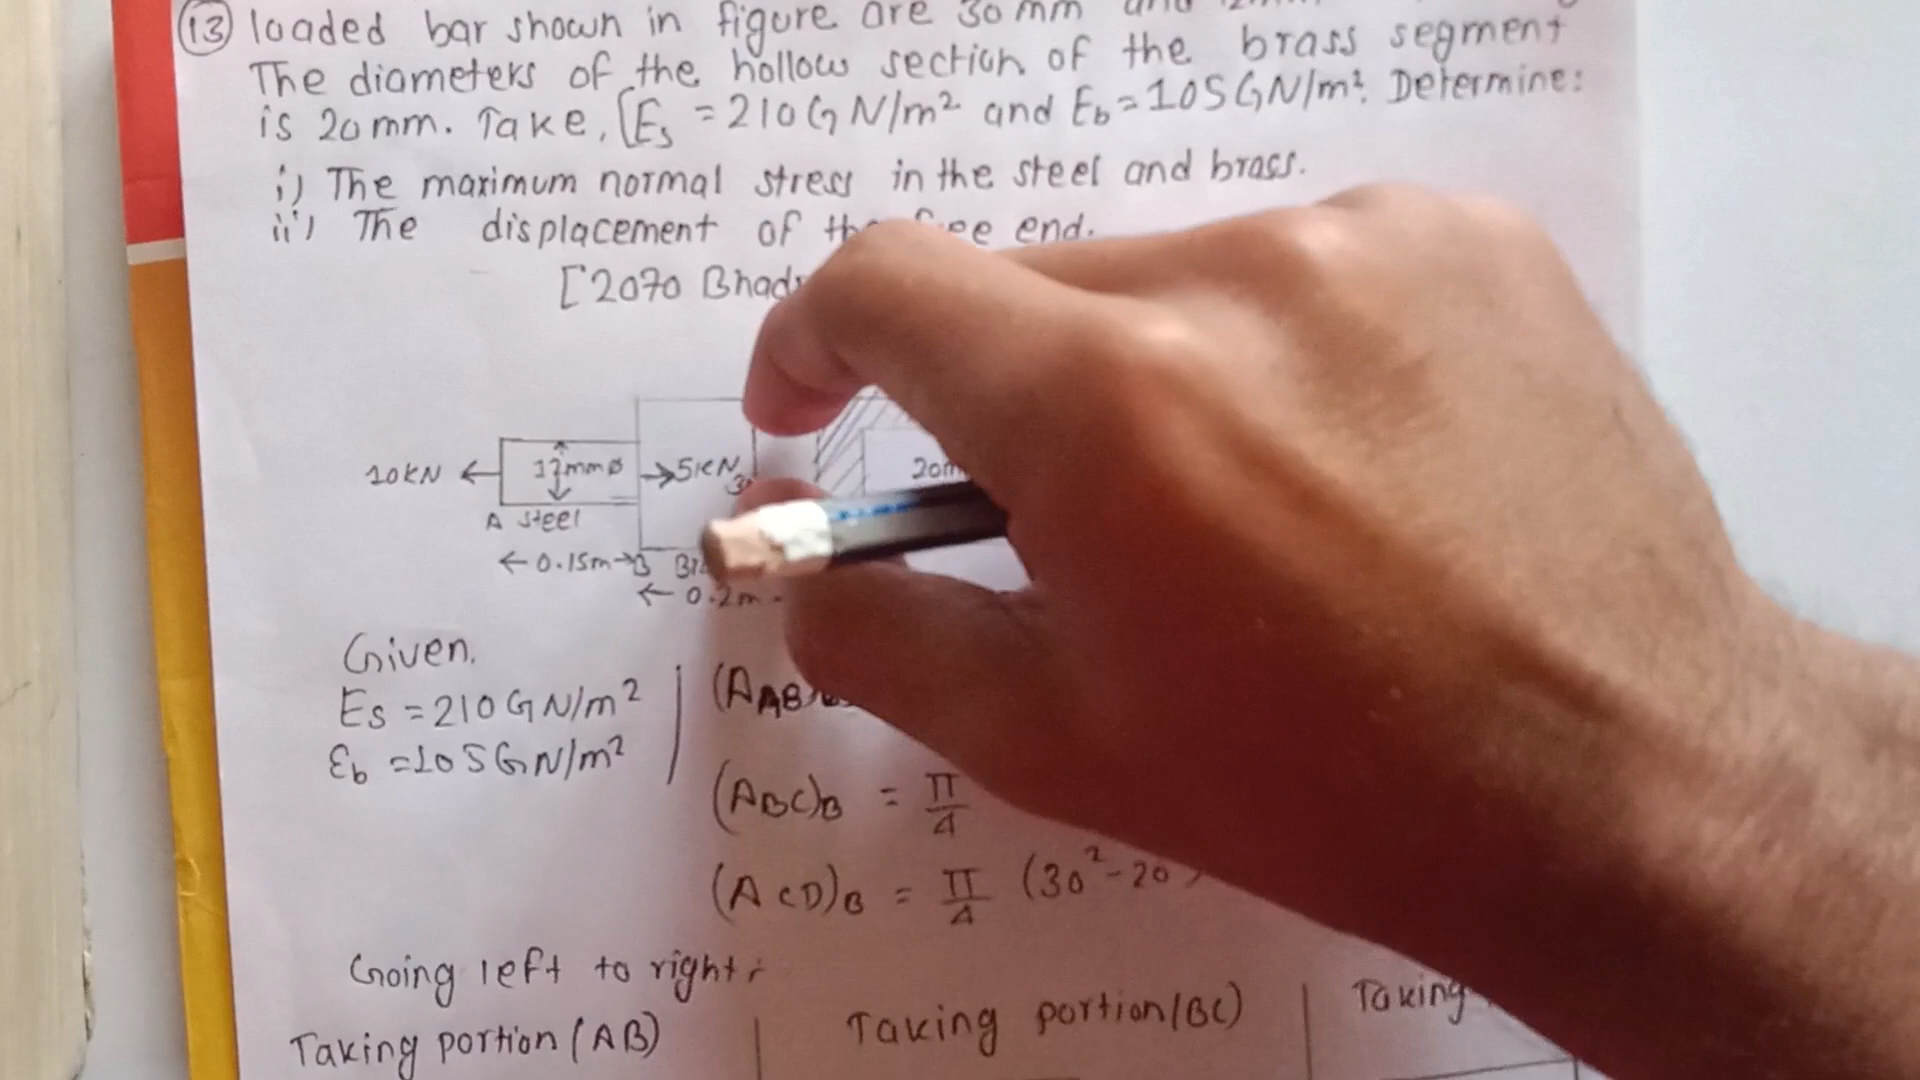 13 loaded bar shown in figure are 30 mm and
The diameters of the hollow section of the brass segment
is 20mm. Take, [Es = 210 GN/m² and Eb = 105 GN/m². Determine:
i) The maximum normal stress in the steel and brass.
ii) The displacement of end.
[2070
10KN 12mmø 5KN
A steel
0.15m B
0.2m
Given,
Es = 210 GN/m²
Eb = 105 GN/m²
(ABC)B = π/4
(ACD)B = π/4 (30² - 20
Going left to right,
Taking portion (AB)
Taking portion (BC)
Taking